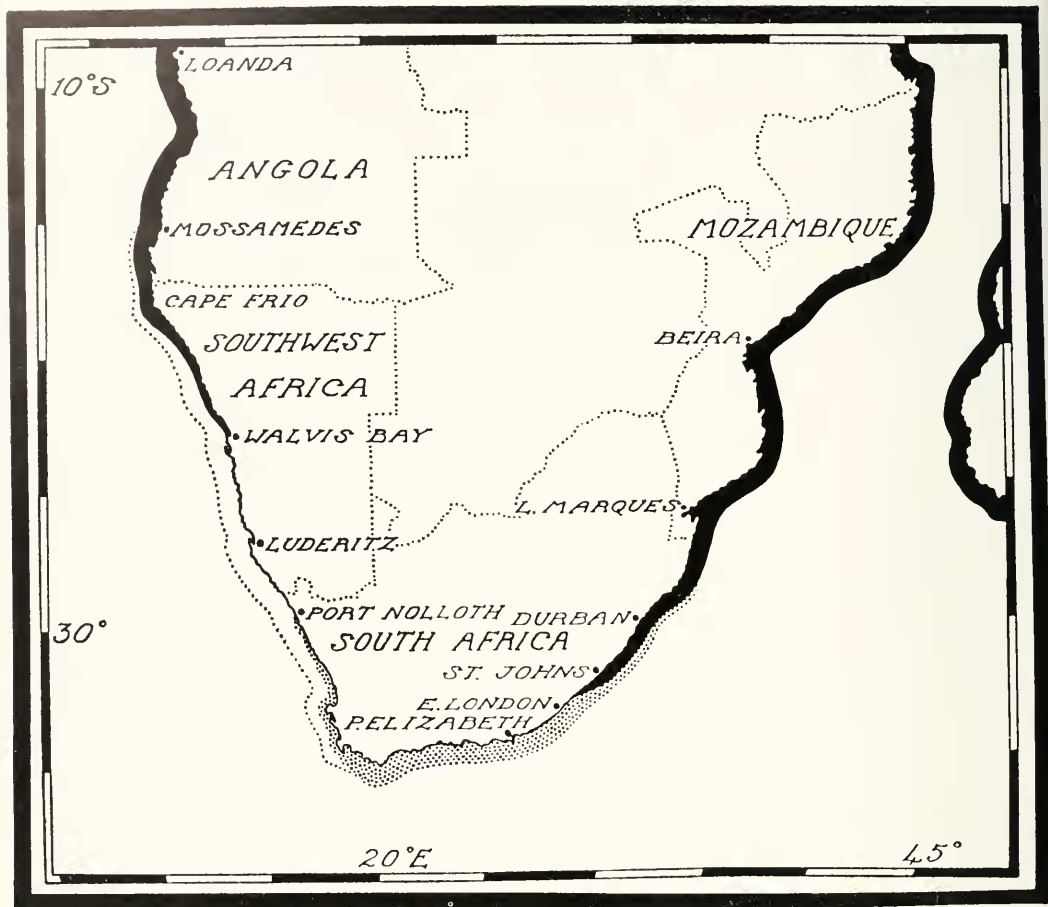 LOANDA
10°S
ANGOLA
MOSSAMEDES
MOZAMBIQUE
CAPE FRIO
SOUTHWEST
AFRICA
BEIRA
WALVIS BAY
L. MARQUES
LUDERITZ
PORT NOLLOTH
DURBAN
30°
SOUTH AFRICA
ST. JOHNS
E. LONDON
P.ELIZABETH
20°E
45°